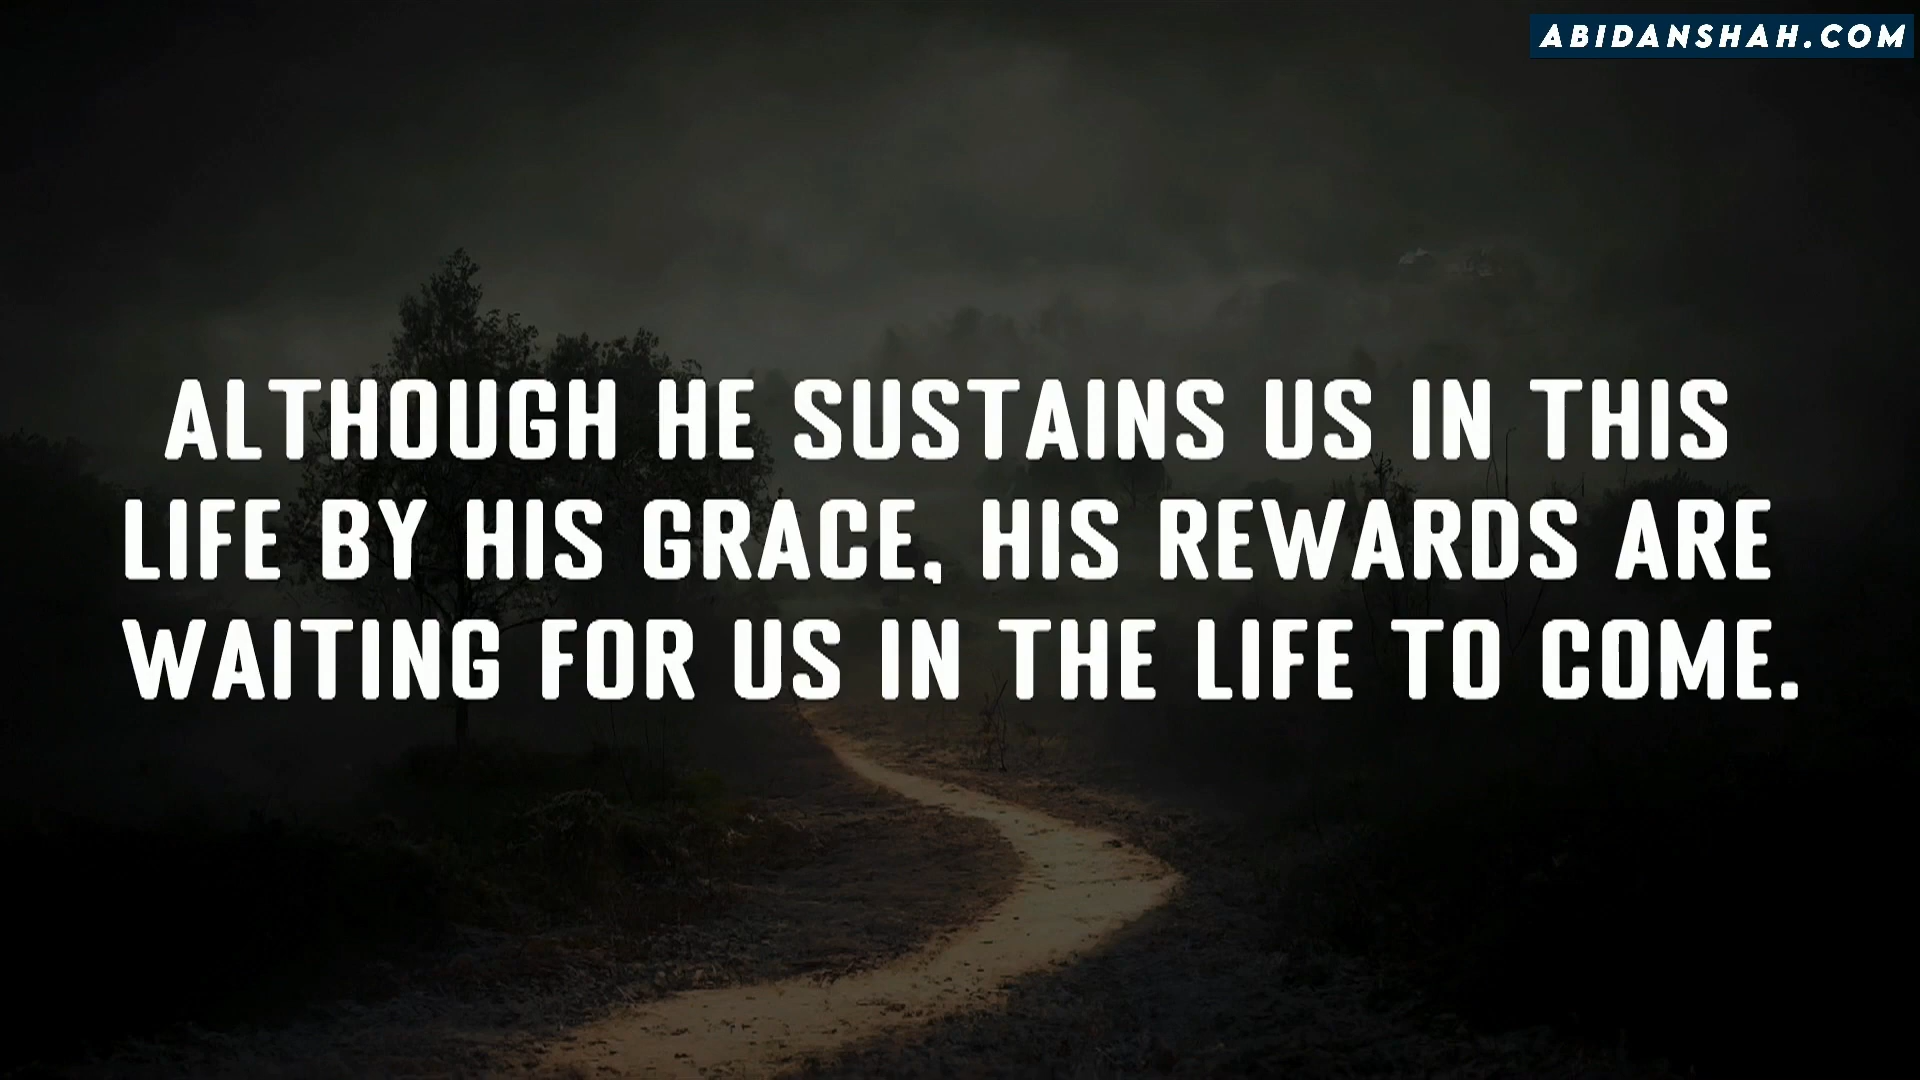 ABIDANSHAH.COM
ALTHOUGH HE SUSTAINS US IN THIS
LIFE BY HIS GRACE, HIS REWARDS ARE
WAITING FOR US IN THE LIFE TO COME.